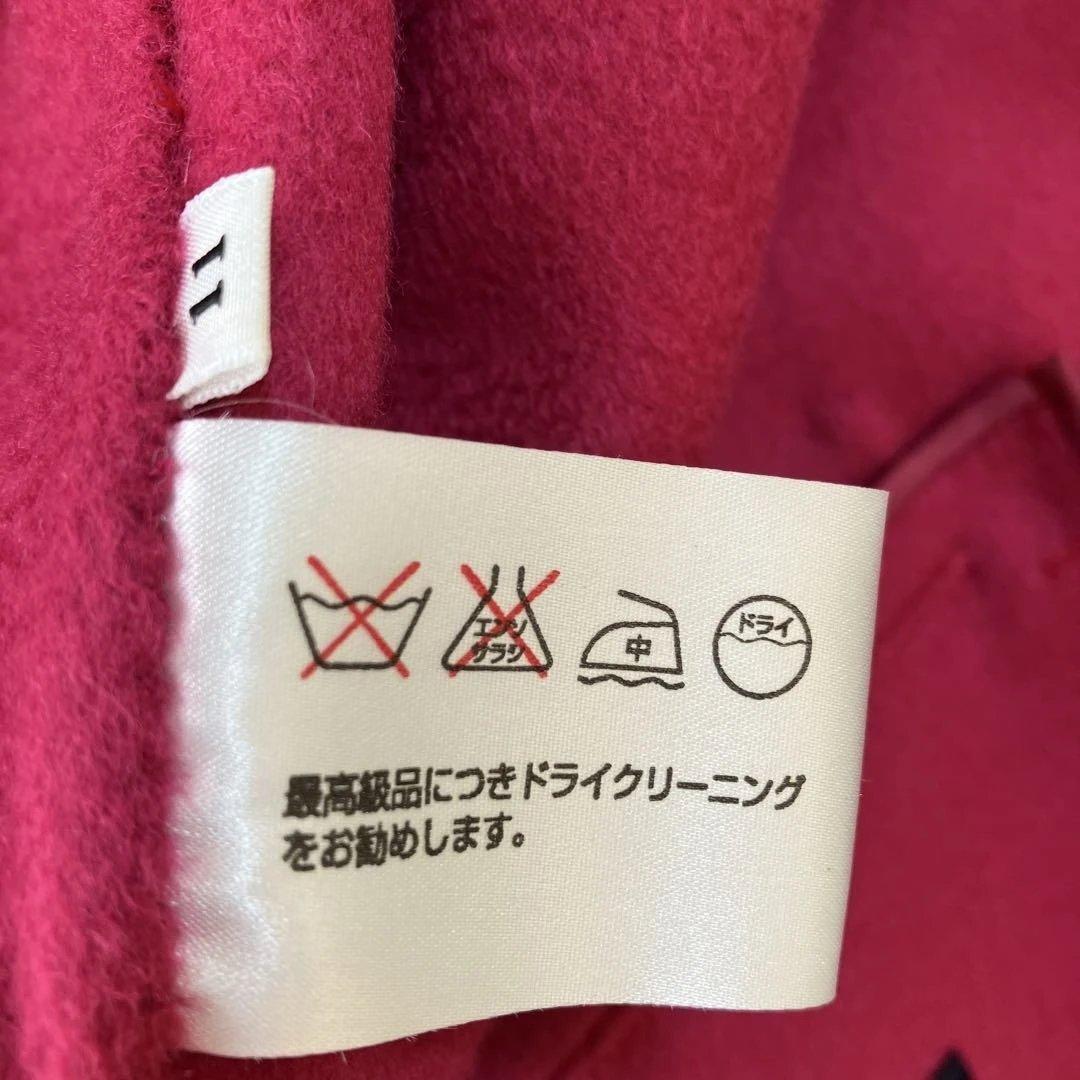 11
エンソ
サラシ
中
ドライ
最高級品につきドライクリーニング
をお勧めします。